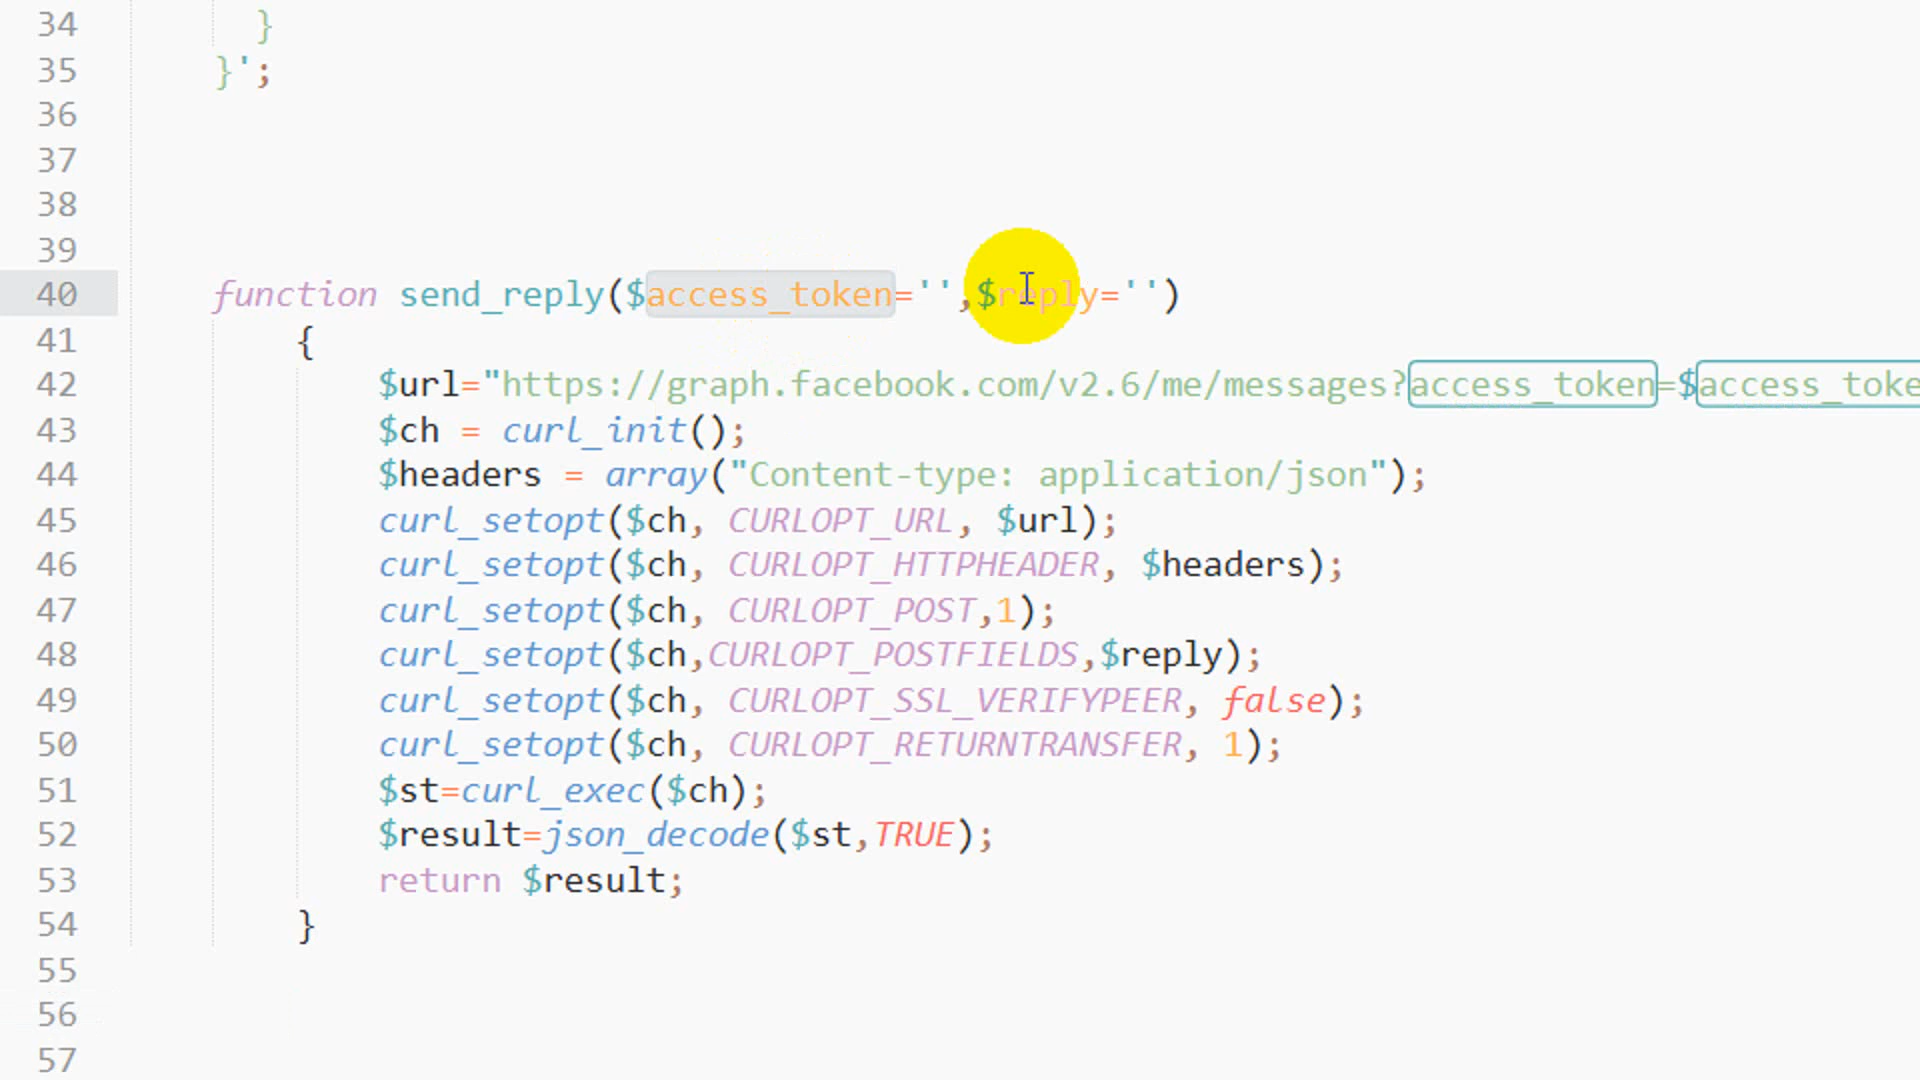 34 }
35 }';
36
37
38
39
40 function send_reply($access_token='',$reply='')
41 {
42 $url="https://graph.facebook.com/v2.6/me/messages?access_token=$access_toke
43 $ch = curl_init();
44 $headers = array("Content-type: application/json");
45 curl_setopt($ch, CURLOPT_URL, $url);
46 curl_setopt($ch, CURLOPT_HTTPHEADER, $headers);
47 curl_setopt($ch, CURLOPT_POST,1);
48 curl_setopt($ch,CURLOPT_POSTFIELDS,$reply);
49 curl_setopt($ch, CURLOPT_SSL_VERIFYPEER, false);
50 curl_setopt($ch, CURLOPT_RETURNTRANSFER, 1);
51 $st=curl_exec($ch);
52 $result=json_decode($st,TRUE);
53 return $result;
54 }
55
56
57